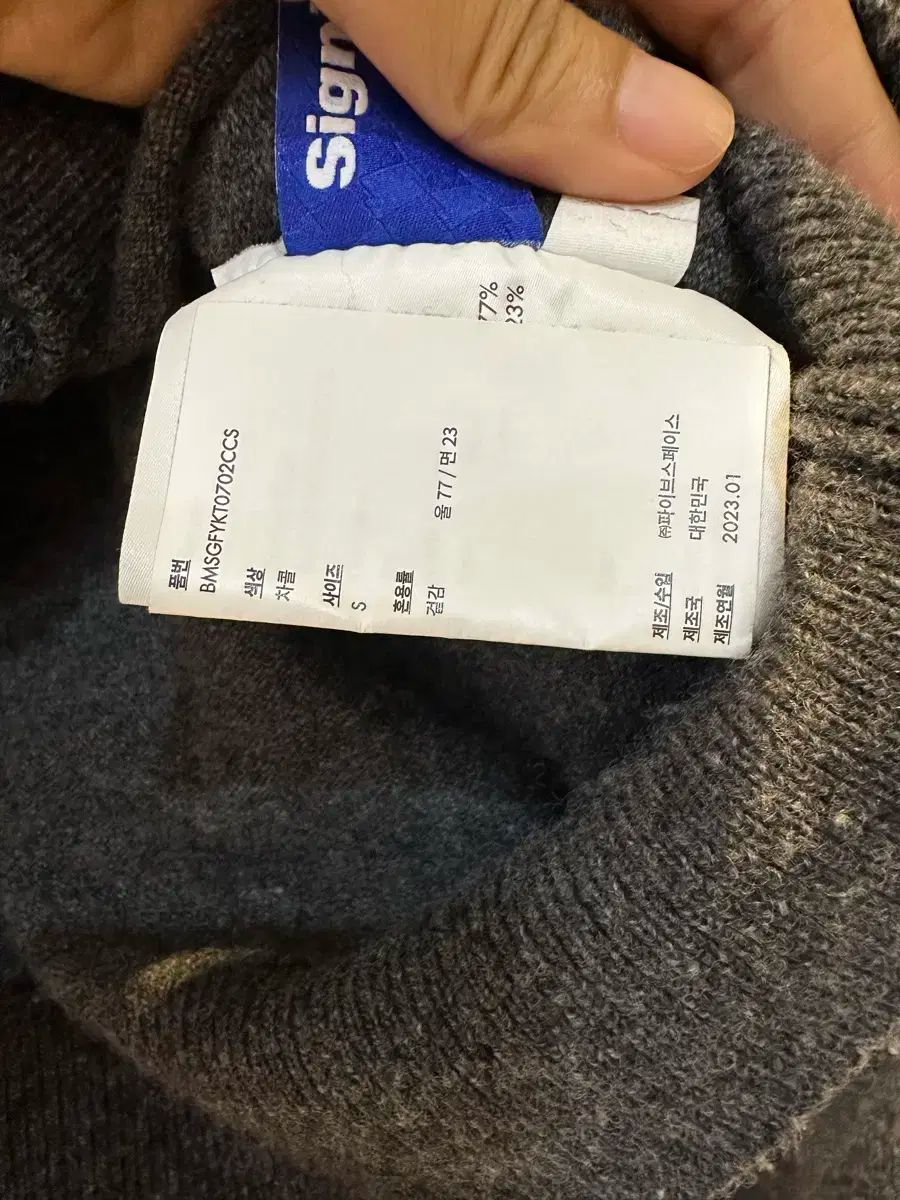 Sign
77%
23%
품번
BMSGFYKT0702CCS
색상
차콜
사이즈
S
혼용률
겉감 울 77 / 면 23
제조/수입 ㈜파이브스페이스
제조국 대한민국
제조연월 2023.01